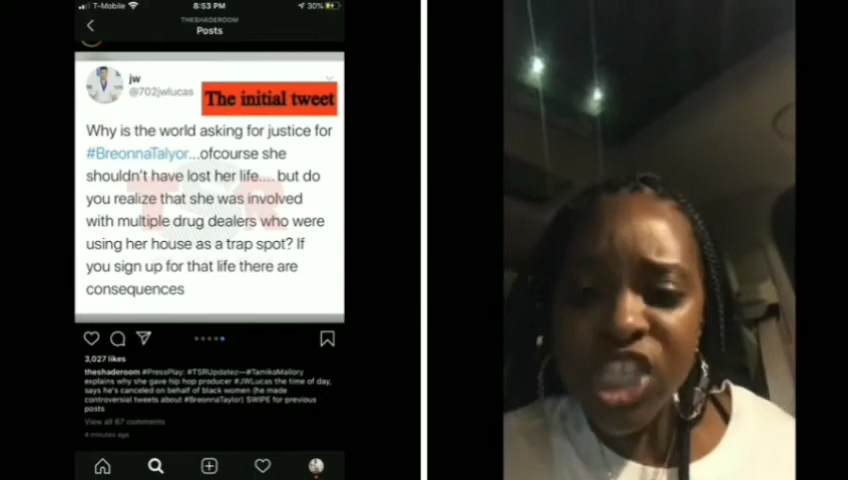 T-Mobile 8:53 PM 30%
THESHADEROOM
Posts
jw
@702jwlucas
The initial tweet
Why is the world asking for justice for
#BreonnaTalyor...ofcourse she
shouldn't have lost her life.... but do
you realize that she was involved
with multiple drug dealers who were
using her house as a trap spot? If
you sign up for that life there are
consequences
TSR
3,027 likes
theshaderoom #PressPlay: #TSRUpdatez—#TamikaMallory
explains why she gave hip hop producer #JWLucas the time of day,
says he's canceled on behalf of black women (he made
controversial tweets about #BreonnaTaylor) SWIPE for previous
posts
View all 67 comments
4 minutes ago